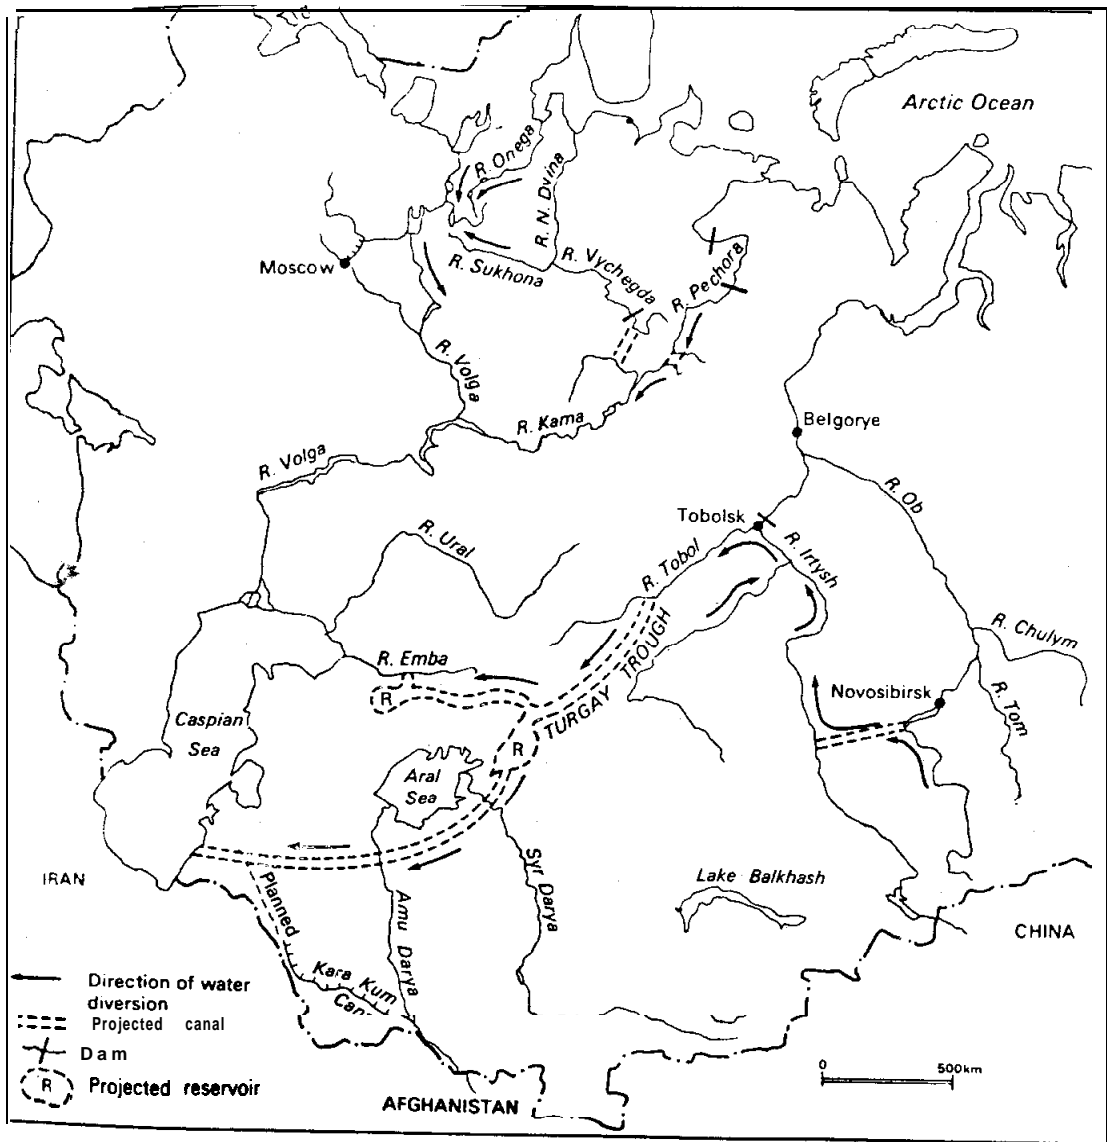 Arctic Ocean
R. Onega
R. N. Dvina
Moscow
R. Sukhona
R. Vychegda
R. Pechora
R. Volga
R. Kama
Belgorye
R. Volga
R. Ob
Tobolsk
R. Ural
R. Irtysh
R. Tobol
R. Chulym
R. Emba
TURGAY TROUGH
R
Novosibirsk
R. Tom
Caspian
Sea
R
Aral
Sea
IRAN
Planned
Syr Darya
Lake Balkhash
Amu Darya
CHINA
Kara Kum
Direction of water
diversion
Projected canal
Dam
R
Projected reservoir
0
500km
AFGHANISTAN